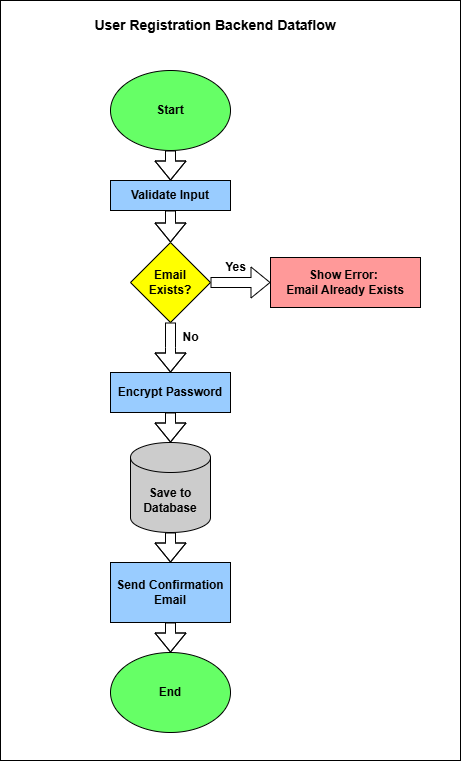 User Registration Backend Dataflow
Start
Validate Input
Email
Exists?
Yes
Show Error:
Email Already Exists
No
Encrypt Password
Save to
Database
Send Confirmation
Email
End